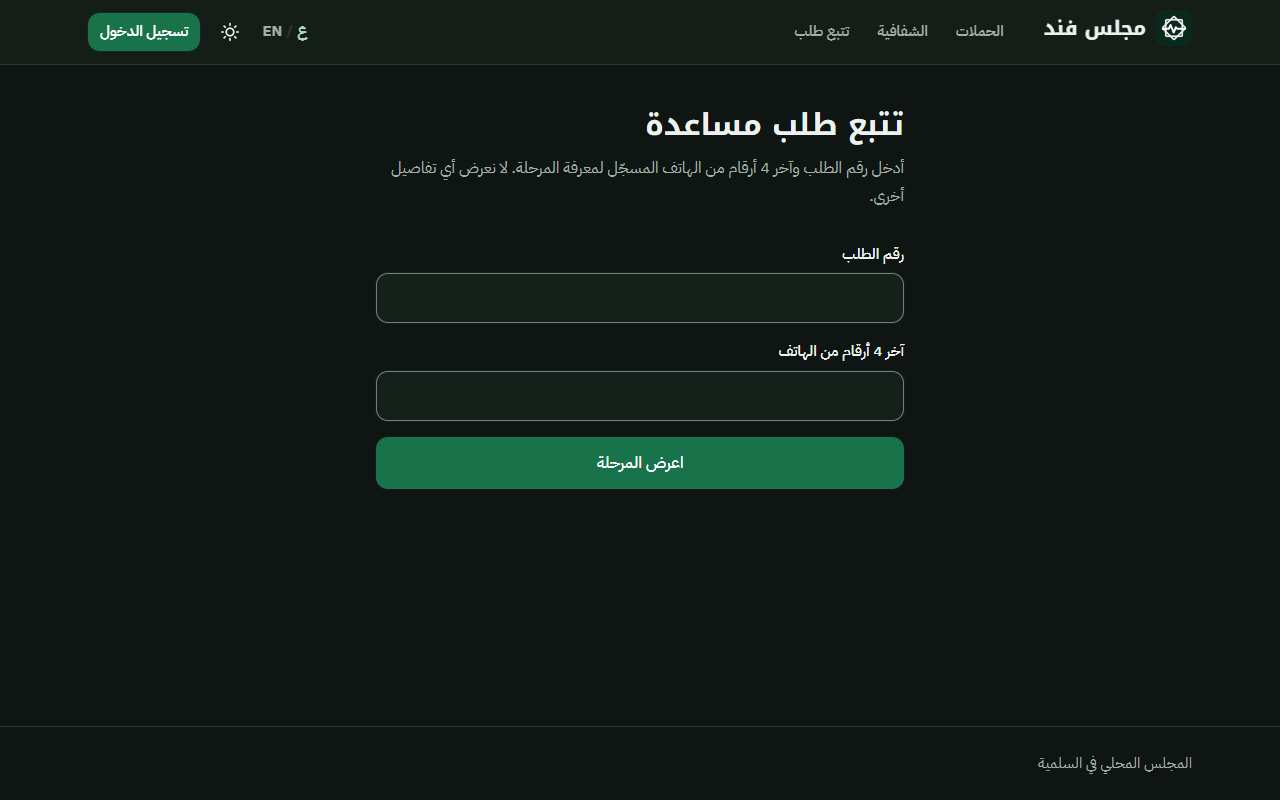 مجلس فند
الحملات
الشفافية
تتبع طلب
ع / EN
تسجيل الدخول
تتبع طلب مساعدة
أدخل رقم الطلب وآخر 4 أرقام من الهاتف المسجّل لمعرفة المرحلة. لا نعرض أي تفاصيل
أخرى.
رقم الطلب
آخر 4 أرقام من الهاتف
اعرض المرحلة
المجلس المحلي في السلمية